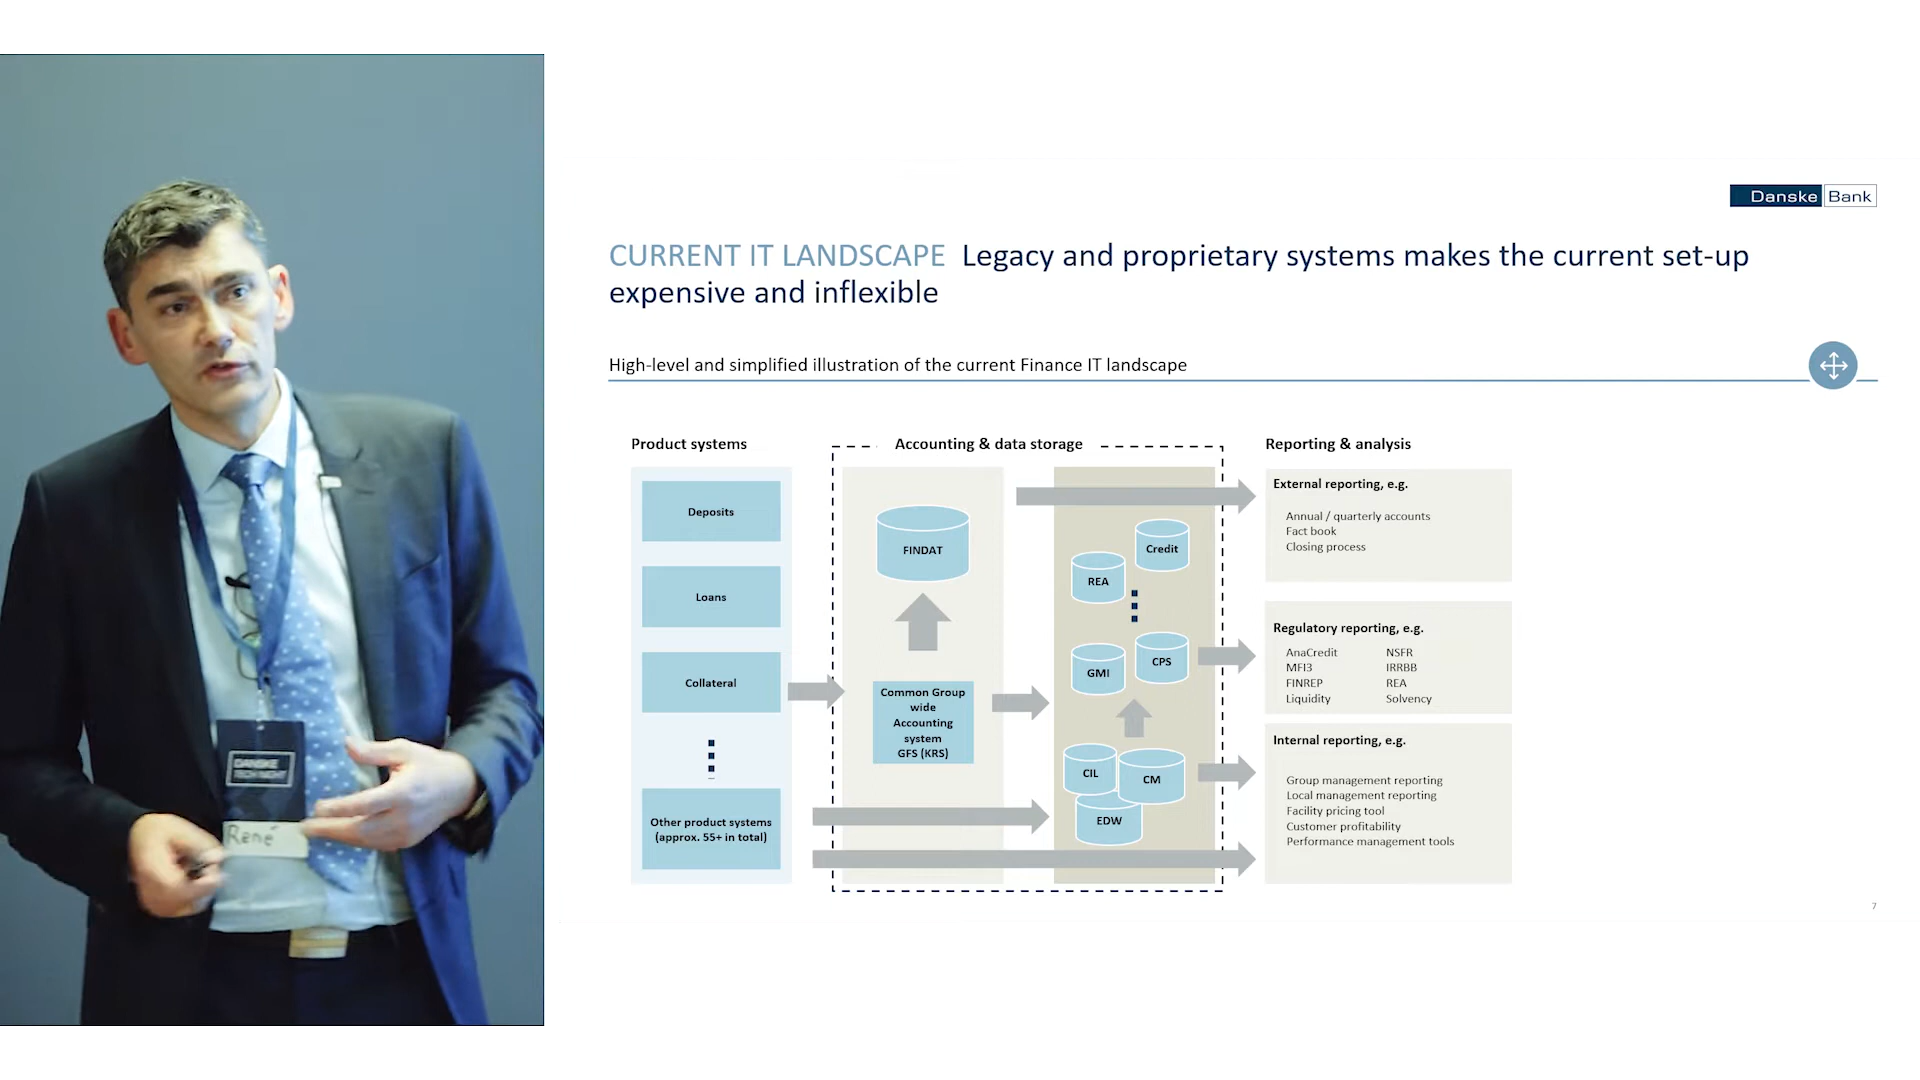 DANSKE
TECH NIGHT
René
Danske Bank
CURRENT IT LANDSCAPE Legacy and proprietary systems makes the current set-up
expensive and inflexible
High-level and simplified illustration of the current Finance IT landscape
Product systems
Deposits
Loans
Collateral
Other product systems
(approx. 55+ in total)
Accounting & data storage
FINDAT
Common Group
wide
Accounting
system
GFS (KRS)
Credit
REA
CPS
GMI
CIL
CM
EDW
Reporting & analysis
External reporting, e.g.
Annual / quarterly accounts
Fact book
Closing process
Regulatory reporting, e.g.
AnaCredit NSFR
MFI3 IRRBB
FINREP REA
Liquidity Solvency
Internal reporting, e.g.
Group management reporting
Local management reporting
Facility pricing tool
Customer profitability
Performance management tools
7